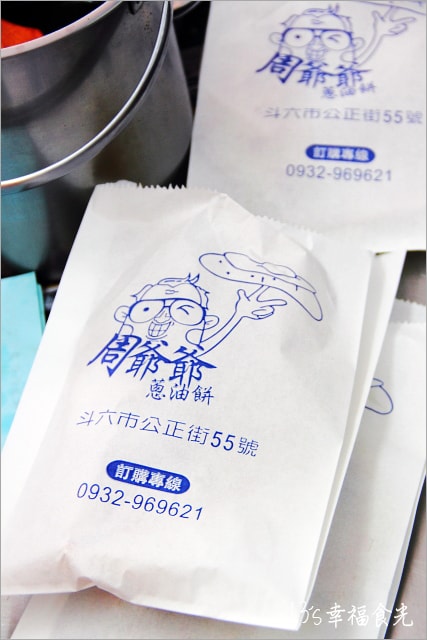 周爺爺
蔥油餅
斗六市公正街55號
訂購專線
0932-969621
周爺爺
蔥油餅
斗六市公正街55號
訂購專線
0932-969621
幸福食光